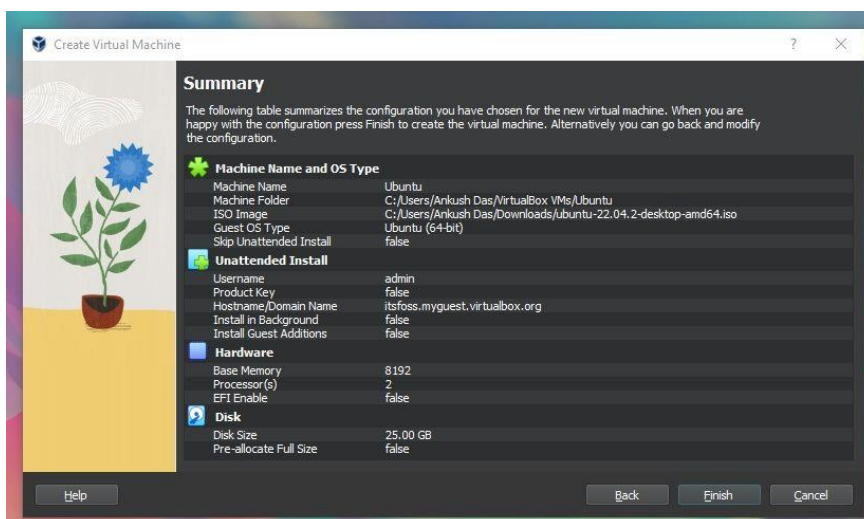 Create Virtual Machine
Summary
The following table summarizes the configuration you have chosen for the new virtual machine. When you are
happy with the configuration press Finish to create the virtual machine. Alternatively you can go back and modify
the configuration.
Machine Name and OS Type
Machine Name Ubuntu
Machine Folder C:/Users/Ankush Das/VirtualBox VMs/Ubuntu
ISO Image C:/Users/Ankush Das/Downloads/ubuntu-22.04.2-desktop-amd64.iso
Guest OS Type Ubuntu (64-bit)
Skip Unattended Install false
Unattended Install
Username admin
Product Key false
Hostname/Domain Name itsfoss.myguest.virtualbox.org
Install in Background false
Install Guest Additions false
Hardware
Base Memory 8192
Processor(s) 2
EFI Enable false
Disk
Disk Size 25.00 GB
Pre-allocate Full Size false
Help Back Finish Cancel